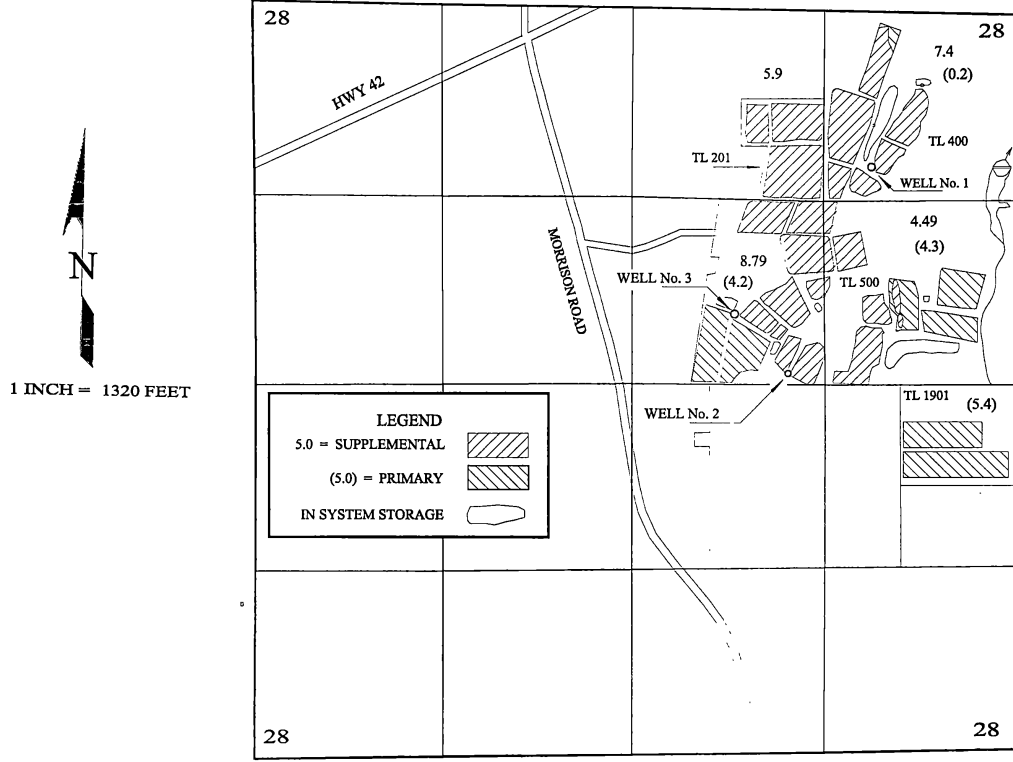 28
28
7.4
(0.2)
5.9
HWY 42
TL 400
TL 201
WELL No. 1
4.49
(4.3)
MORRISON ROAD
8.79
(4.2)
WELL No. 3
TL 500
N
1 INCH = 1320 FEET
TL 1901
(5.4)
WELL No. 2
LEGEND
5.0 = SUPPLEMENTAL
(5.0) = PRIMARY
IN SYSTEM STORAGE
28
28